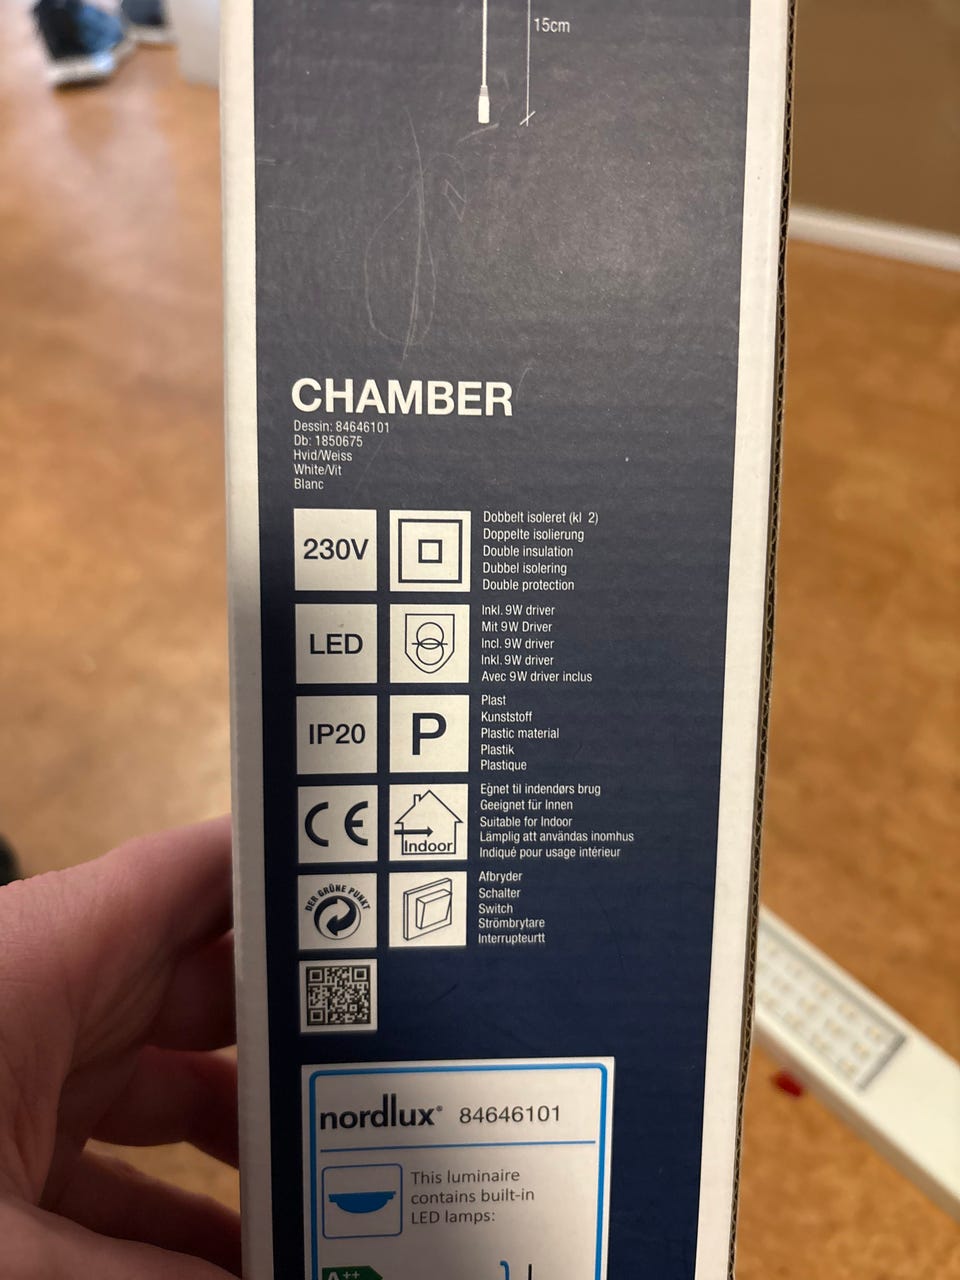 15cm
CHAMBER
Dessin: 84646101
Db: 1850675
Hvid/Weiss
White/Vit
Blanc
230V
Dobbelt isoleret (kl 2)
Doppelte isolierung
Double insulation
Dubbel isolering
Double protection
LED
Inkl. 9W driver
Mit 9W Driver
Incl. 9W driver
Inkl. 9W driver
Avec 9W driver inclus
IP20
P
Plast
Kunststoff
Plastic material
Plastik
Plastique
CE
Indoor
Egnet til indendørs brug
Geeignet für Innen
Suitable for Indoor
Lämplig att användas inomhus
Indiqué pour usage intérieur
DER GRÜNE PUNKT
Afbryder
Schalter
Switch
Strömbrytare
Interrupteurtt
nordlux® 84646101
This luminaire
contains built-in
LED lamps:
A++